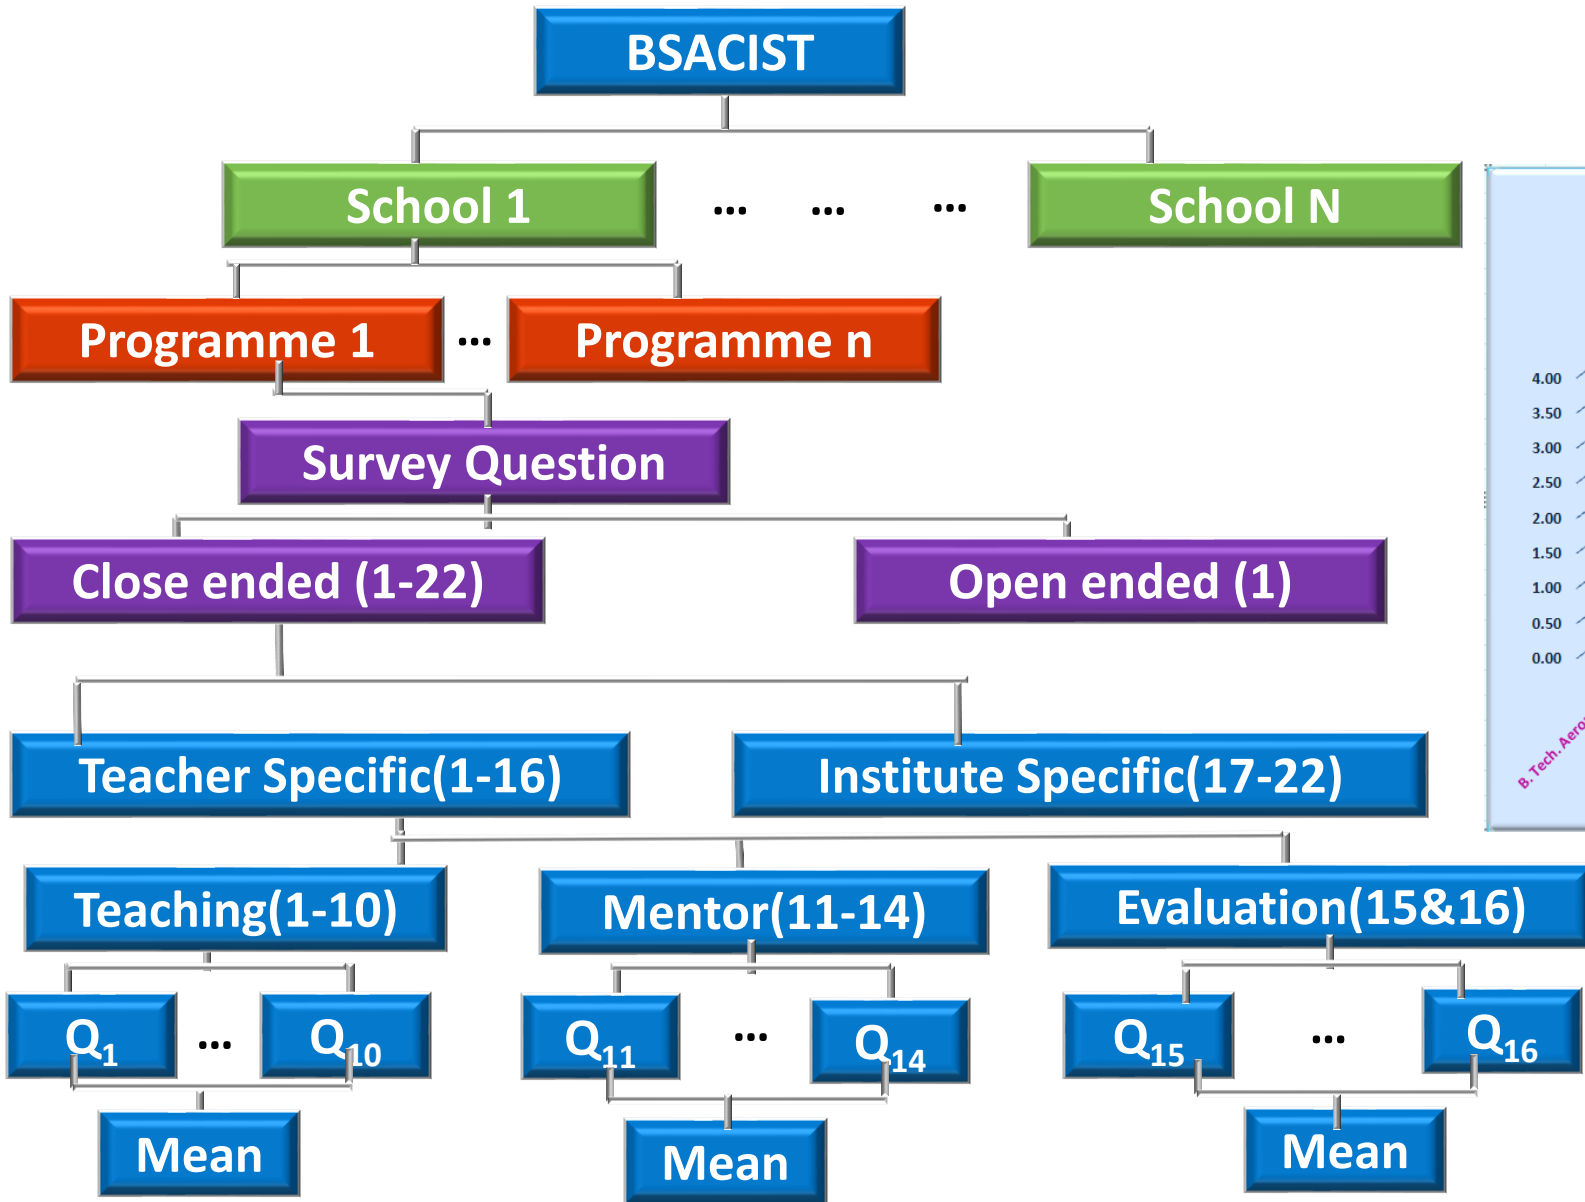 BSACIST
School 1
... ... ...
School N
Programme 1
...
Programme n
Survey Question
Close ended (1-22)
Open ended (1)
Teacher Specific(1-16)
Institute Specific(17-22)
Teaching(1-10)
Mentor(11-14)
Evaluation(15&16)
Q1
...
Q10
Q11
...
Q14
Q15
...
Q16
Mean
Mean
Mean
4.00
3.50
3.00
2.50
2.00
1.50
1.00
0.50
0.00
B. Tech.